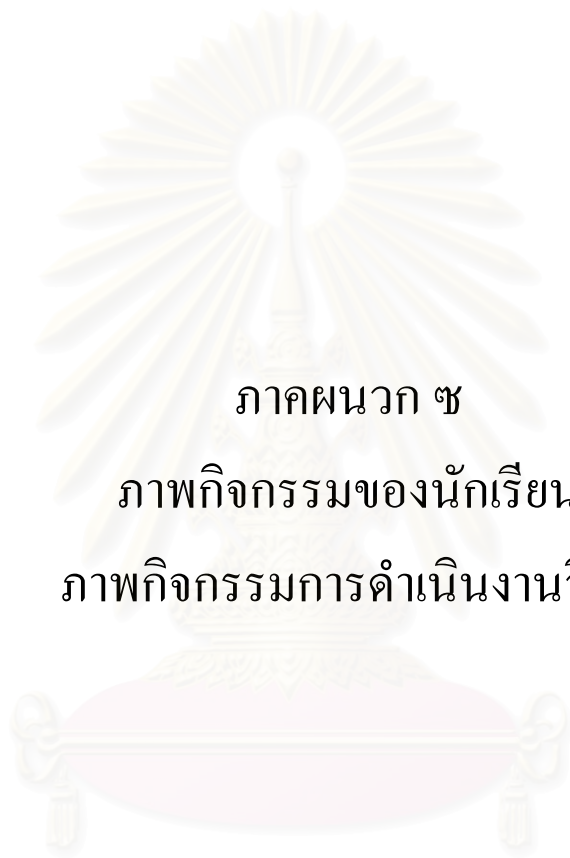 ภาคผนวก ซ
ภาพกิจกรรมของนักเรียน
ภาพกิจกรรมการดำเนินงาน